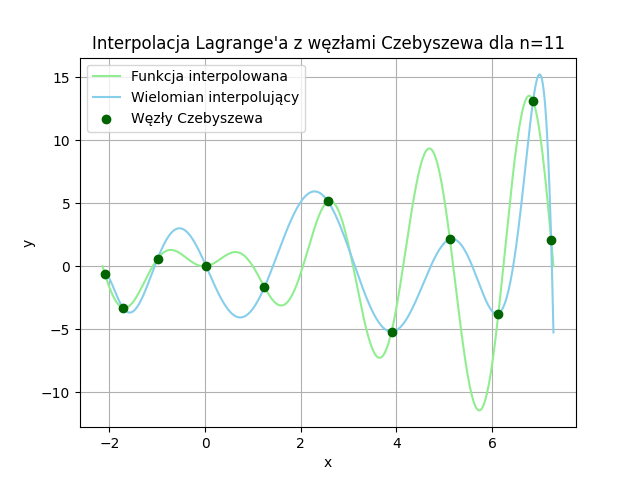 Interpolacja Lagrange'a z węzłami Czebyszewa dla n=11
Funkcja interpolowana
Wielomian interpolujący
Węzły Czebyszewa
15
10
5
0
−5
−10
y
−2
0
2
4
6
x